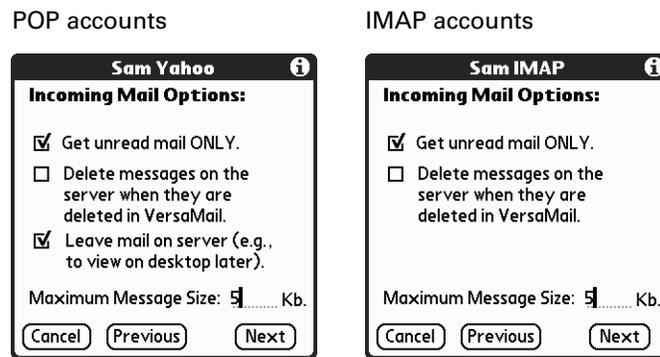 POP accounts
Sam Yahoo
Incoming Mail Options:
Get unread mail ONLY.
Delete messages on the
server when they are
deleted in VersaMail.
Leave mail on server (e.g.,
to view on desktop later).
Maximum Message Size: 5 Kb.
Cancel Previous Next
IMAP accounts
Sam IMAP
Incoming Mail Options:
Get unread mail ONLY.
Delete messages on the
server when they are
deleted in VersaMail.
Maximum Message Size: 5 Kb.
Cancel Previous Next